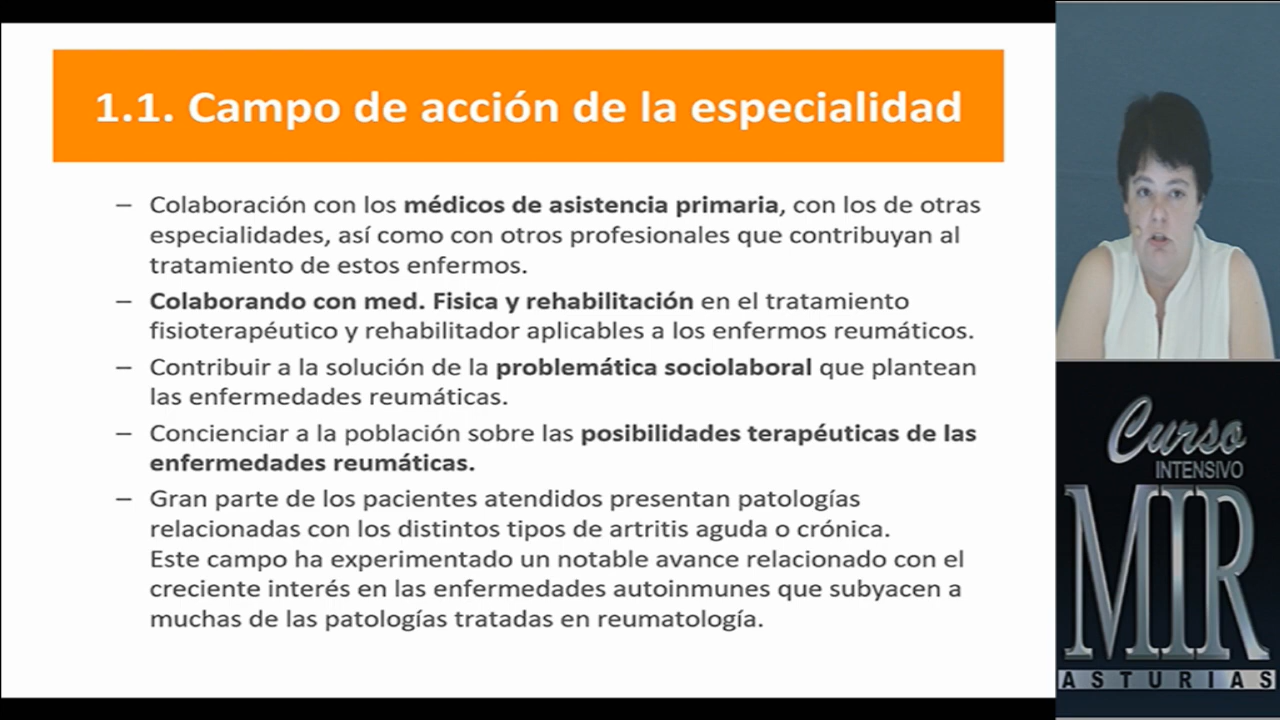 1.1. Campo de acción de la especialidad
– Colaboración con los médicos de asistencia primaria, con los de otras
especialidades, así como con otros profesionales que contribuyan al
tratamiento de estos enfermos.
– Colaborando con med. Fisica y rehabilitación en el tratamiento
fisioterapéutico y rehabilitador aplicables a los enfermos reumáticos.
– Contribuir a la solución de la problemática sociolaboral que plantean
las enfermedades reumáticas.
– Concienciar a la población sobre las posibilidades terapéuticas de las
enfermedades reumáticas.
– Gran parte de los pacientes atendidos presentan patologías
relacionadas con los distintos tipos de artritis aguda o crónica.
Este campo ha experimentado un notable avance relacionado con el
creciente interés en las enfermedades autoinmunes que subyacen a
muchas de las patologías tratadas en reumatología.
Curso
INTENSIVO
MIR
ASTURIAS